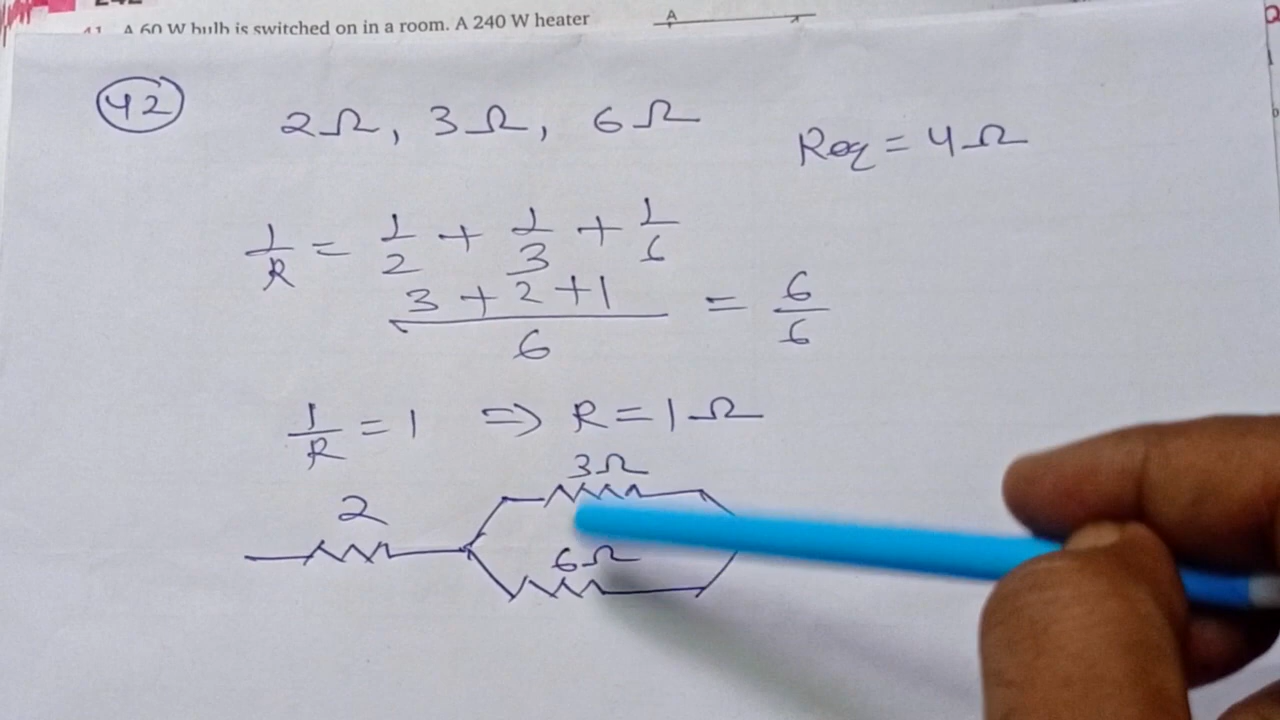 41 A 60 W bulb is switched on in a room. A 240 W heater
A
42
2Ω, 3Ω, 6Ω
Req = 4Ω
1/R = 1/2 + 1/3 + 1/6
(3 + 2 + 1)/6 = 6/6
1/R = 1 ⇒ R = 1Ω
3Ω
2
6Ω